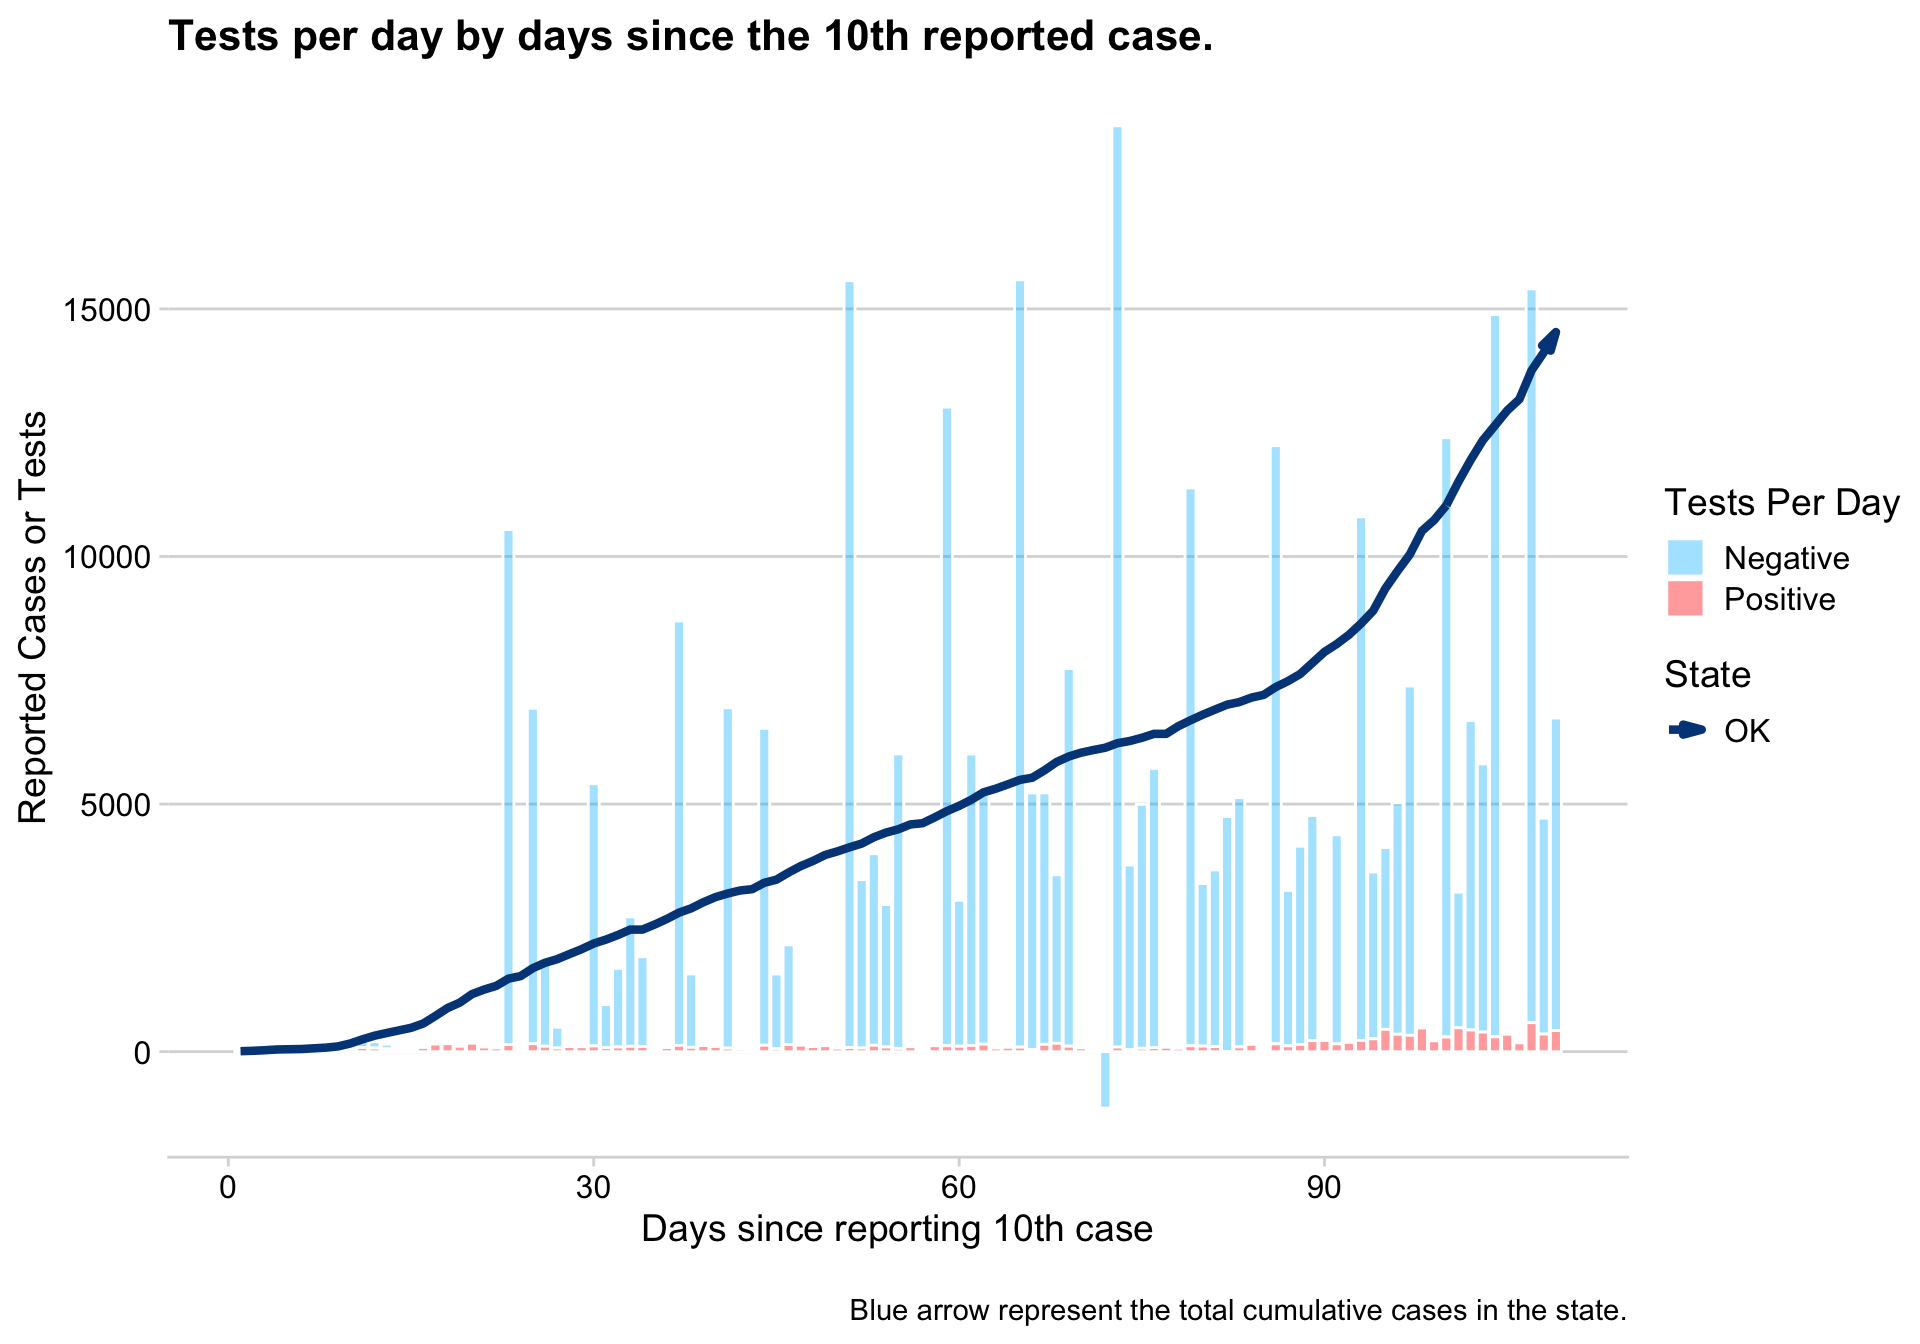 Tests per day by days since the 10th reported case.
Reported Cases or Tests
15000
10000
5000
0
0 30 60 90
Days since reporting 10th case
Tests Per Day
Negative
Positive
State
OK
Blue arrow represent the total cumulative cases in the state.